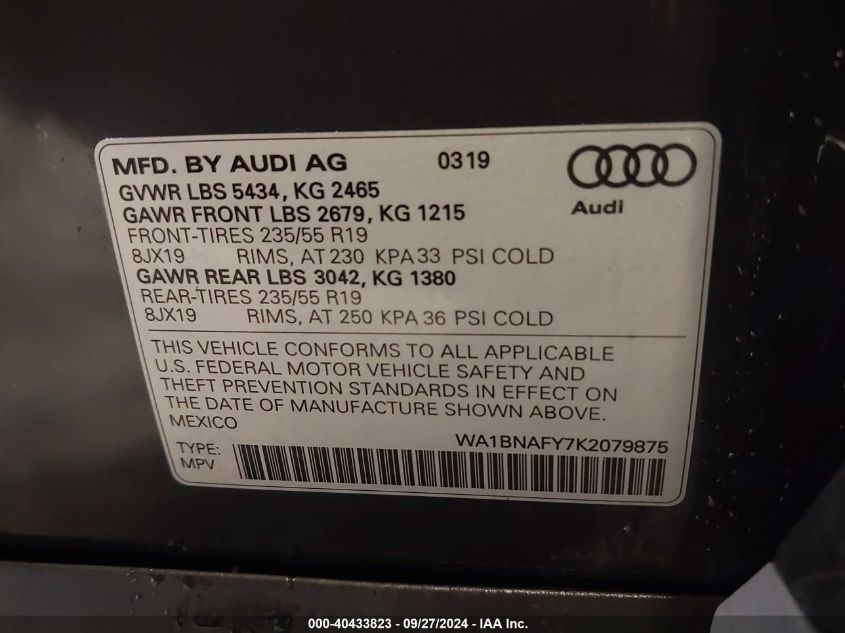 MFD. BY AUDI AG 0319
Audi
GVWR LBS 5434, KG 2465
GAWR FRONT LBS 2679, KG 1215
FRONT-TIRES 235/55 R19
8JX19 RIMS, AT 230 KPA 33 PSI COLD
GAWR REAR LBS 3042, KG 1380
REAR-TIRES 235/55 R19
8JX19 RIMS, AT 250 KPA 36 PSI COLD
THIS VEHICLE CONFORMS TO ALL APPLICABLE
U.S. FEDERAL MOTOR VEHICLE SAFETY AND
THEFT PREVENTION STANDARDS IN EFFECT ON
THE DATE OF MANUFACTURE SHOWN ABOVE.
MEXICO
WA1BNAFY7K2079875
TYPE:
MPV
000-40433823 - 09/27/2024 - IAA Inc.